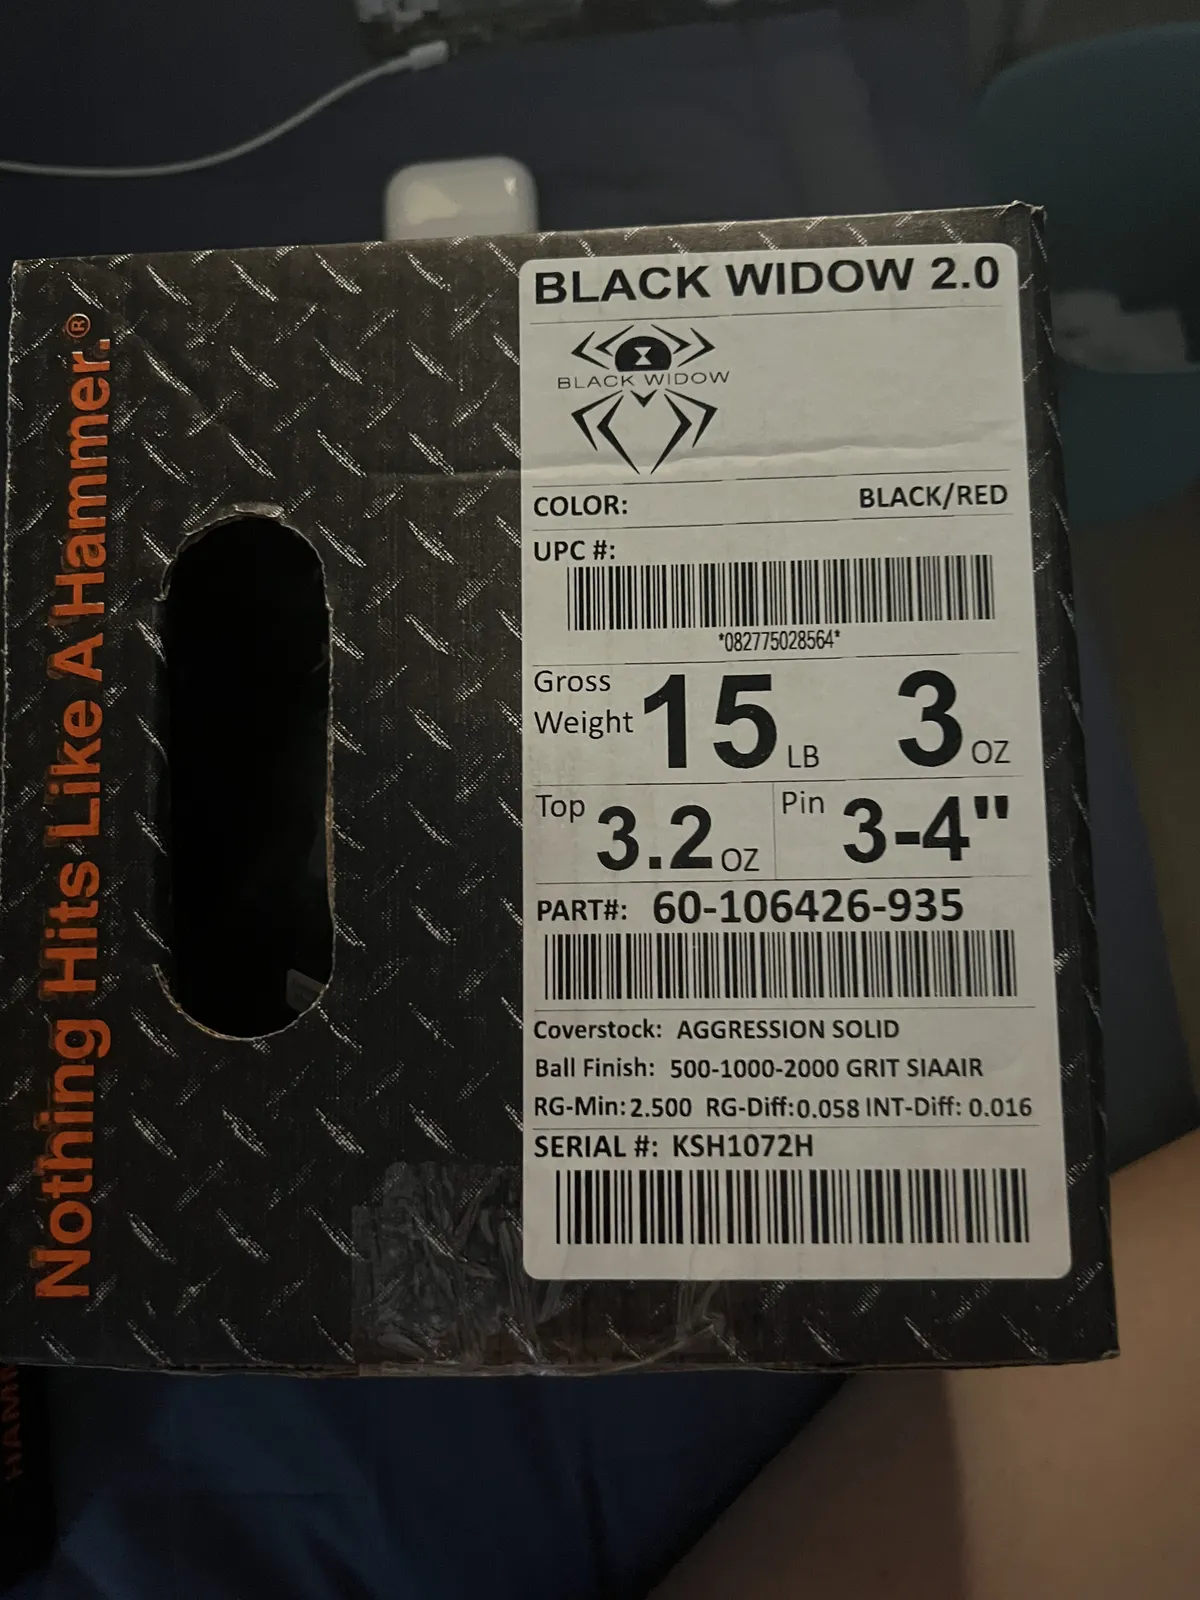 Nothing Hits Like A Hammer.®
BLACK WIDOW 2.0
BLACK WIDOW
COLOR: BLACK/RED
UPC #:
*082775028564*
Gross Weight 15 LB 3 OZ
Top 3.2 OZ Pin 3-4"
PART#: 60-106426-935
Coverstock: AGGRESSION SOLID
Ball Finish: 500-1000-2000 GRIT SIAAIR
RG-Min: 2.500 RG-Diff: 0.058 INT-Diff: 0.016
SERIAL #: KSH1072H